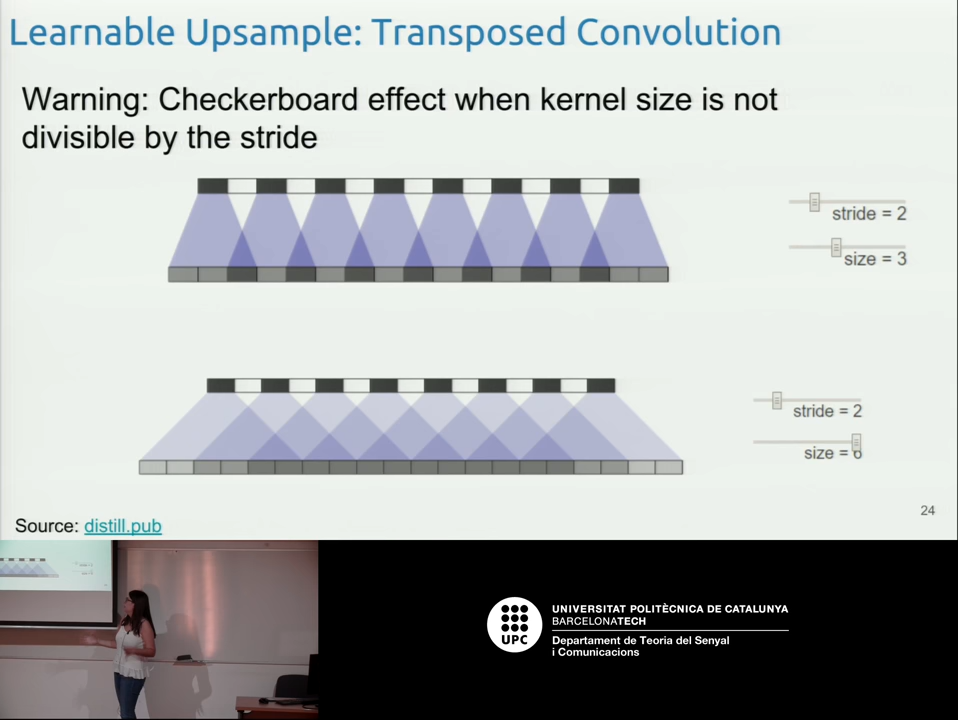 Learnable Upsample: Transposed Convolution
Warning: Checkerboard effect when kernel size is not
divisible by the stride
stride = 2
size = 3
stride = 2
size = 6
24
Source: distill.pub
UPC
UNIVERSITAT POLITÈCNICA DE CATALUNYA
BARCELONATECH
Departament de Teoria del Senyal
i Comunicacions